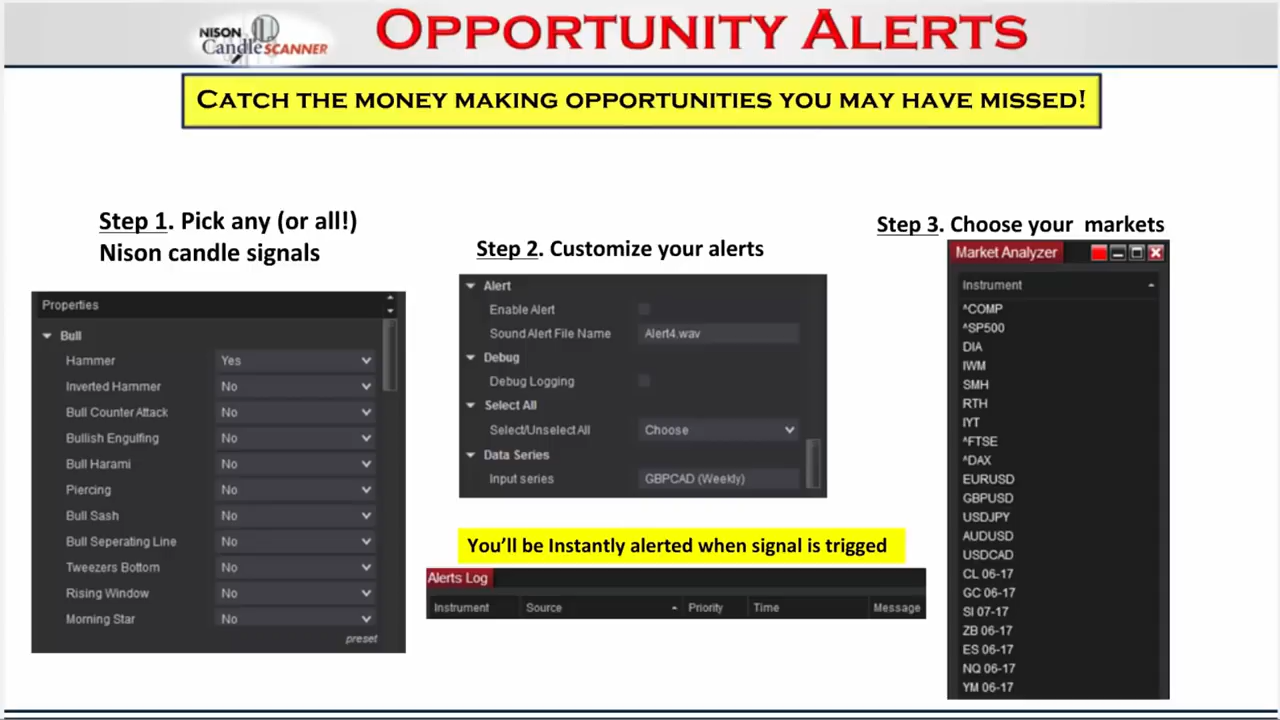 NISON
Candle SCANNER
OPPORTUNITY ALERTS
CATCH THE MONEY MAKING OPPORTUNITIES YOU MAY HAVE MISSED!
Step 1. Pick any (or all!)
Nison candle signals
Properties
Bull
Hammer Yes
Inverted Hammer No
Bull Counter Attack No
Bullish Engulfing No
Bull Harami No
Piercing No
Bull Sash No
Bull Seperating Line No
Tweezers Bottom No
Rising Window No
Morning Star No
preset
Step 2. Customize your alerts
Alert
Enable Alert
Sound Alert File Name Alert4.wav
Debug
Debug Logging
Select All
Select/Unselect All Choose
Data Series
Input series GBPCAD (Weekly)
You'll be Instantly alerted when signal is trigged
Alerts Log
Instrument Source Priority Time Message
Step 3. Choose your markets
Market Analyzer
Instrument
^COMP
^SP500
DIA
IWM
SMH
RTH
IYT
^FTSE
^DAX
EURUSD
GBPUSD
USDJPY
AUDUSD
USDCAD
CL 06-17
GC 06-17
SI 07-17
ZB 06-17
ES 06-17
NQ 06-17
YM 06-17